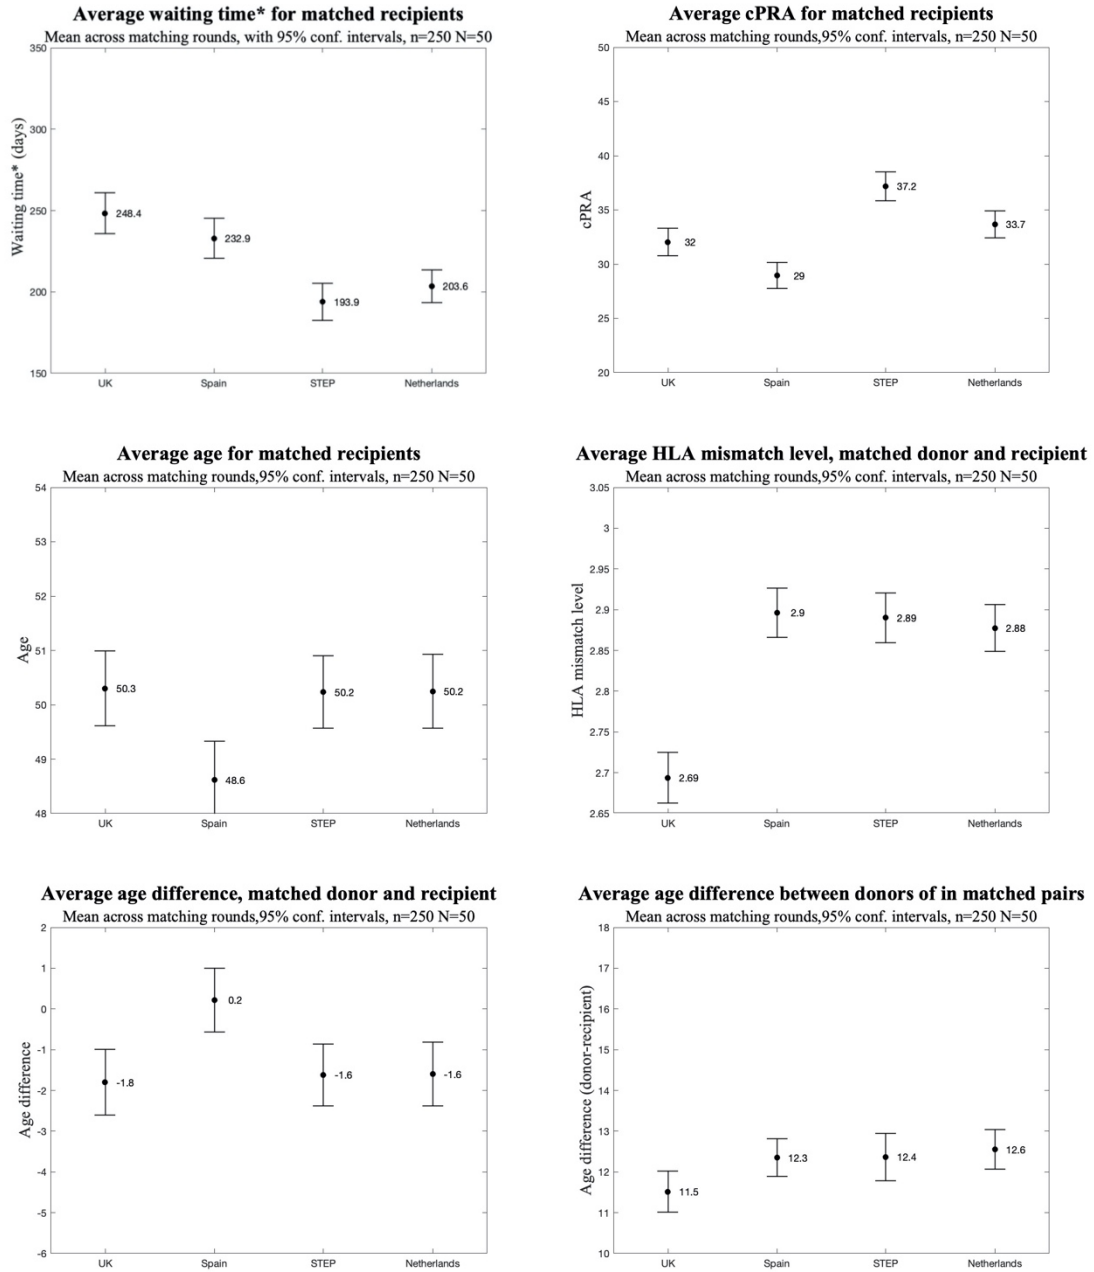 Average waiting time* for matched recipients
Mean across matching rounds, with 95% conf. intervals, n=250 N=50
350
300
250
200
150
Waiting time* (days)
248.4
232.9
193.9
203.6
UK
Spain
STEP
Netherlands
Average cPRA for matched recipients
Mean across matching rounds,95% conf. intervals, n=250 N=50
50
45
40
35
30
25
20
cPRA
32
29
37.2
33.7
UK
Spain
STEP
Netherlands
Average age for matched recipients
Mean across matching rounds,95% conf. intervals, n=250 N=50
54
53
52
51
50
49
48
Age
50.3
48.6
50.2
50.2
UK
Spain
STEP
Netherlands
Average HLA mismatch level, matched donor and recipient
Mean across matching rounds,95% conf. intervals, n=250 N=50
3.05
3
2.95
2.9
2.85
2.8
2.75
2.7
2.65
HLA mismatch level
2.69
2.9
2.89
2.88
UK
Spain
STEP
Netherlands
Average age difference, matched donor and recipient
Mean across matching rounds,95% conf. intervals, n=250 N=50
2
1
0
-1
-2
-3
-4
-5
-6
Age difference
-1.8
0.2
-1.6
-1.6
UK
Spain
STEP
Netherlands
Average age difference between donors of in matched pairs
Mean across matching rounds,95% conf. intervals, n=250 N=50
18
17
16
15
14
13
12
11
10
Age difference (donor-recipient)
11.5
12.3
12.4
12.6
UK
Spain
STEP
Netherlands